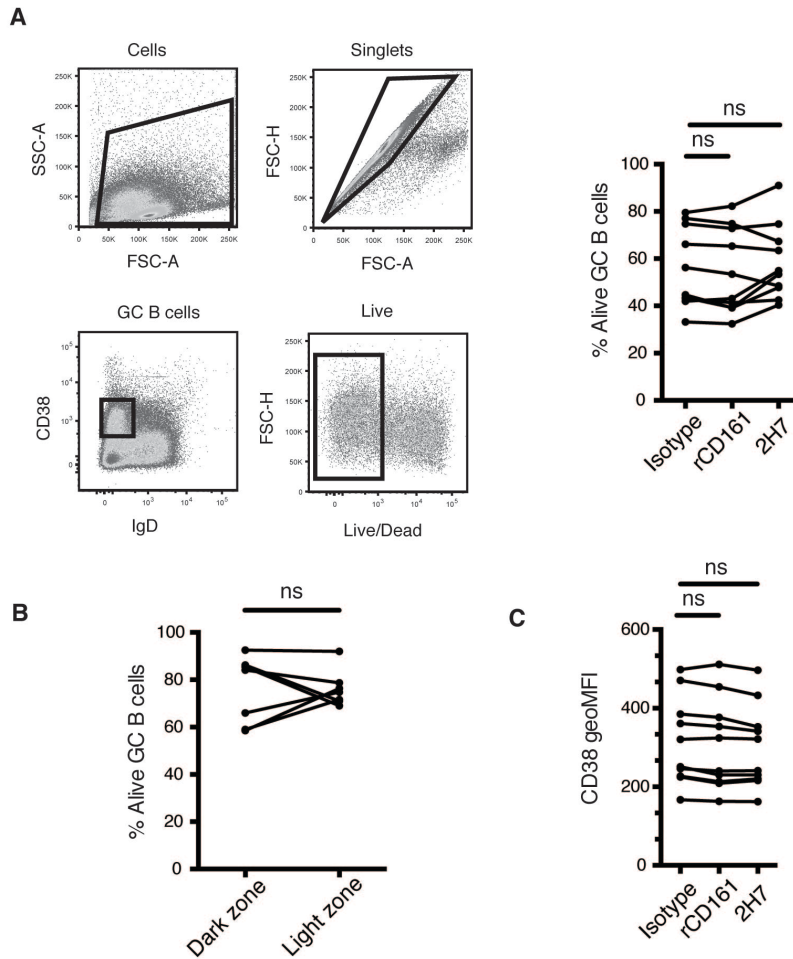 A
Cells
250K
200K
150K
100K
50K
0
0 50K 100K 150K 200K 250K
SSC-A
FSC-A
Singlets
250K
200K
150K
100K
50K
0
0 50K 100K 150K 200K 250K
FSC-H
FSC-A
GC B cells
10^5
10^4
10^3
0
0 10^3 10^4 10^5
CD38
IgD
Live
250K
200K
150K
100K
50K
0
0 10^3 10^4 10^5
FSC-H
Live/Dead
ns
ns
100
80
60
40
20
0
% Alive GC B cells
Isotype
rCD161
2H7
B
ns
100
80
60
40
20
0
% Alive GC B cells
Dark zone
Light zone
C
ns
ns
600
400
200
0
CD38 geoMFI
Isotype
rCD161
2H7